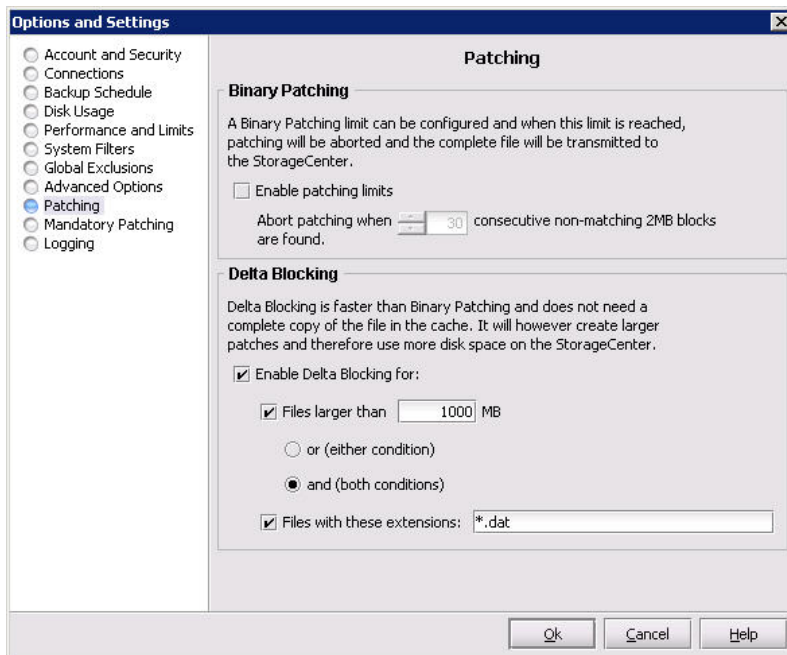 Options and Settings
Account and Security
Connections
Backup Schedule
Disk Usage
Performance and Limits
System Filters
Global Exclusions
Advanced Options
Patching
Mandatory Patching
Logging
Patching
Binary Patching
A Binary Patching limit can be configured and when this limit is reached,
patching will be aborted and the complete file will be transmitted to
the StorageCenter.
Enable patching limits
Abort patching when 30 consecutive non-matching 2MB blocks
are found.
Delta Blocking
Delta Blocking is faster than Binary Patching and does not need a
complete copy of the file in the cache. It will however create larger
patches and therefore use more disk space on the StorageCenter.
Enable Delta Blocking for:
Files larger than 1000 MB
or (either condition)
and (both conditions)
Files with these extensions: *.dat
Ok Cancel Help